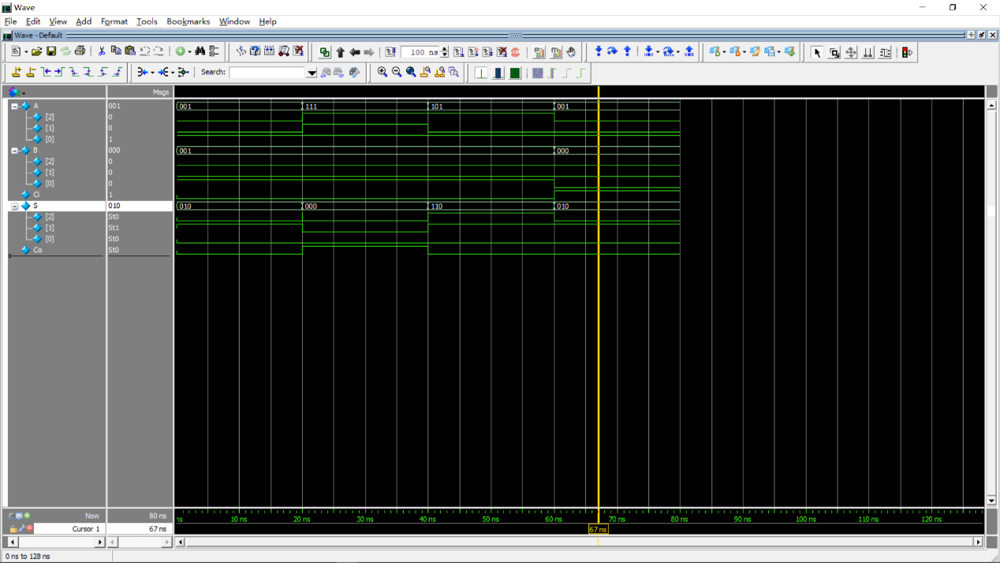 Wave
File Edit View Add Format Tools Bookmarks Window Help
Wave - Default
100 ns
Search:
Msgs
A 001 001 111 101 001
[2] 0
[1] 0
[0] 1
B 000 001 000
[2] 0
[1] 0
[0] 0
Ci 1
S 010 010 000 110 010
[2] St0
[1] St1
[0] St0
Co St0
Now 80 ns ns 10 ns 20 ns 30 ns 40 ns 50 ns 60 ns 70 ns 80 ns 90 ns 100 ns 110 ns 120 ns
Cursor 1 67 ns 67 ns
0 ns to 128 ns